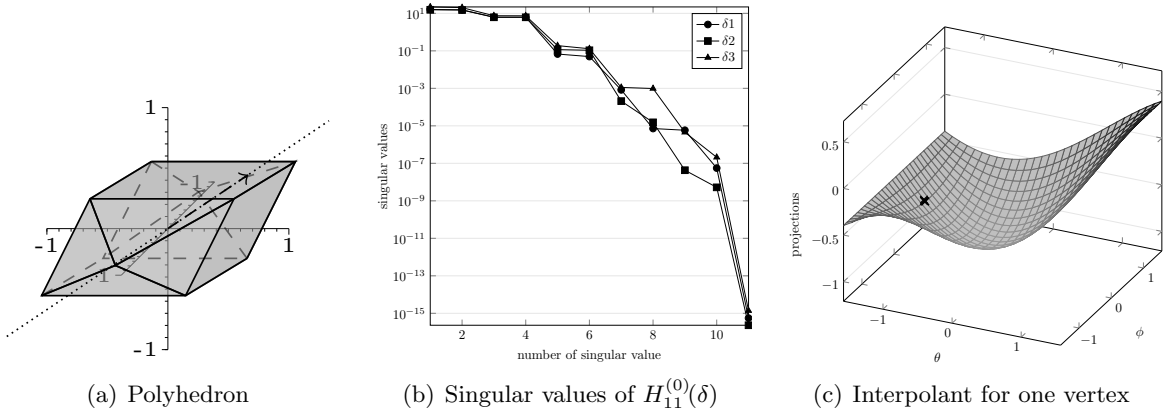 1
-1
1
-1
-1
1
10^1
10^{-1}
10^{-3}
10^{-5}
10^{-7}
10^{-9}
10^{-11}
10^{-13}
10^{-15}
singular values
2
4
6
8
10
number of singular value
δ1
δ2
δ3
0.5
0
−0.5
−1
projections
−1
0
1
θ
−1
0
1
ϕ
(a) Polyhedron
(b) Singular values of H_{11}^{(0)}(δ)
(c) Interpolant for one vertex